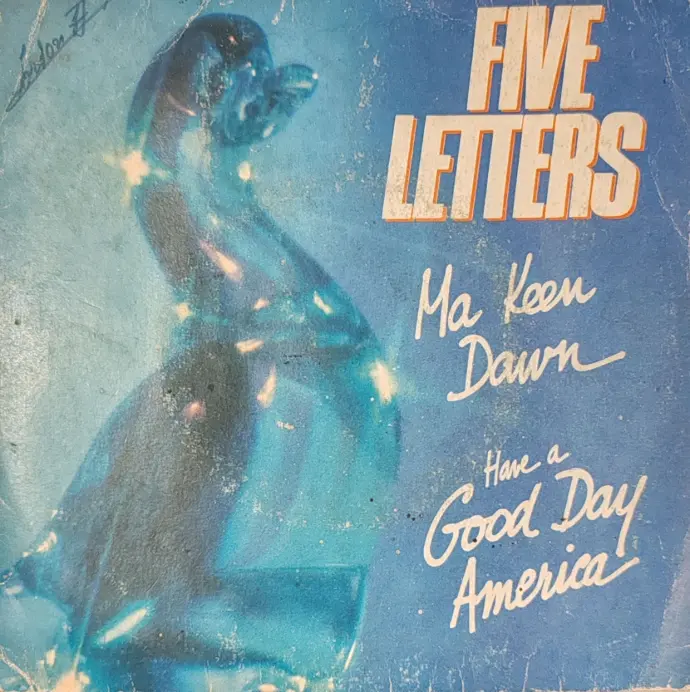 FIVE
LETTERS
Ma Keen
Dawn
Have a
Good Day
America